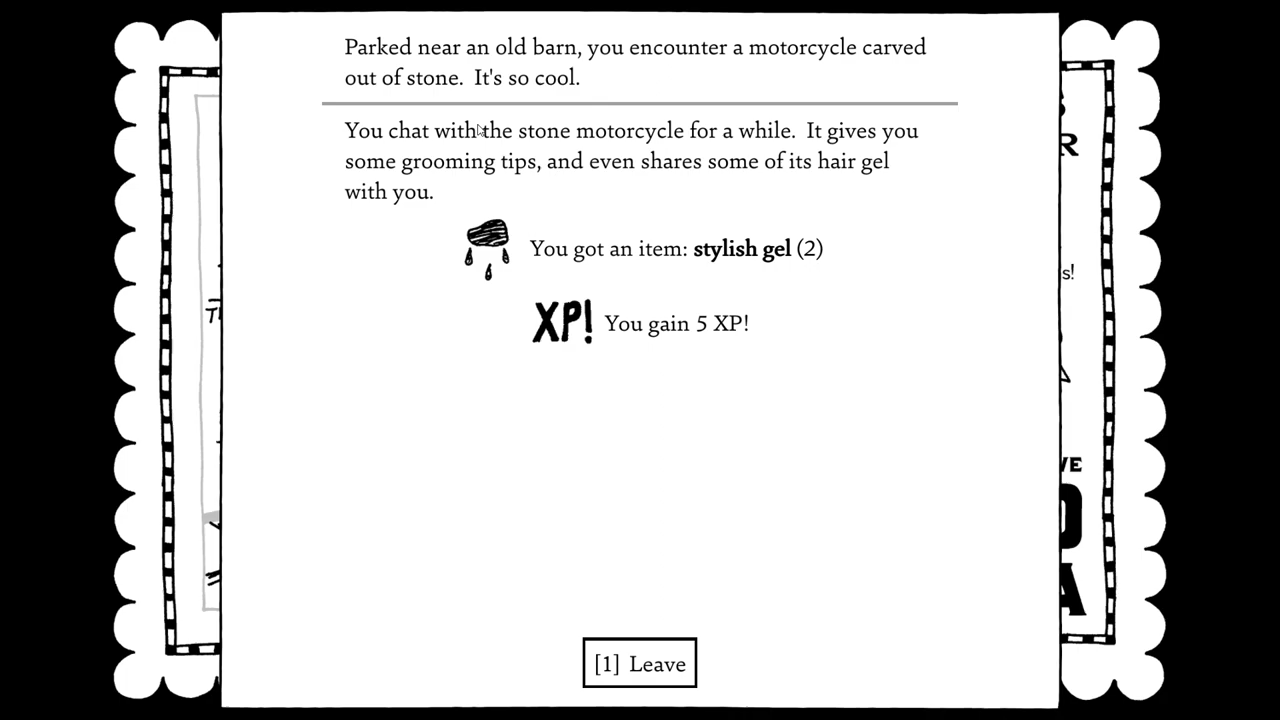 Parked near an old barn, you encounter a motorcycle carved
out of stone.  It's so cool.
You chat with the stone motorcycle for a while.  It gives you
some grooming tips, and even shares some of its hair gel
with you.
You got an item: stylish gel (2)
XP! You gain 5 XP!
[1] Leave